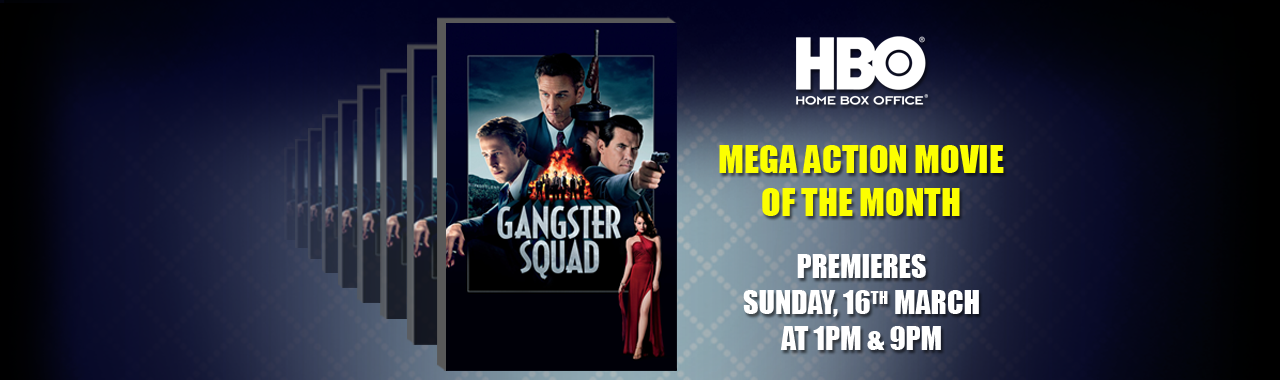 GANGSTER
SQUAD
HBO®
HOME BOX OFFICE®
MEGA ACTION MOVIE
OF THE MONTH
PREMIERES
SUNDAY, 16TH MARCH
AT 1PM & 9PM